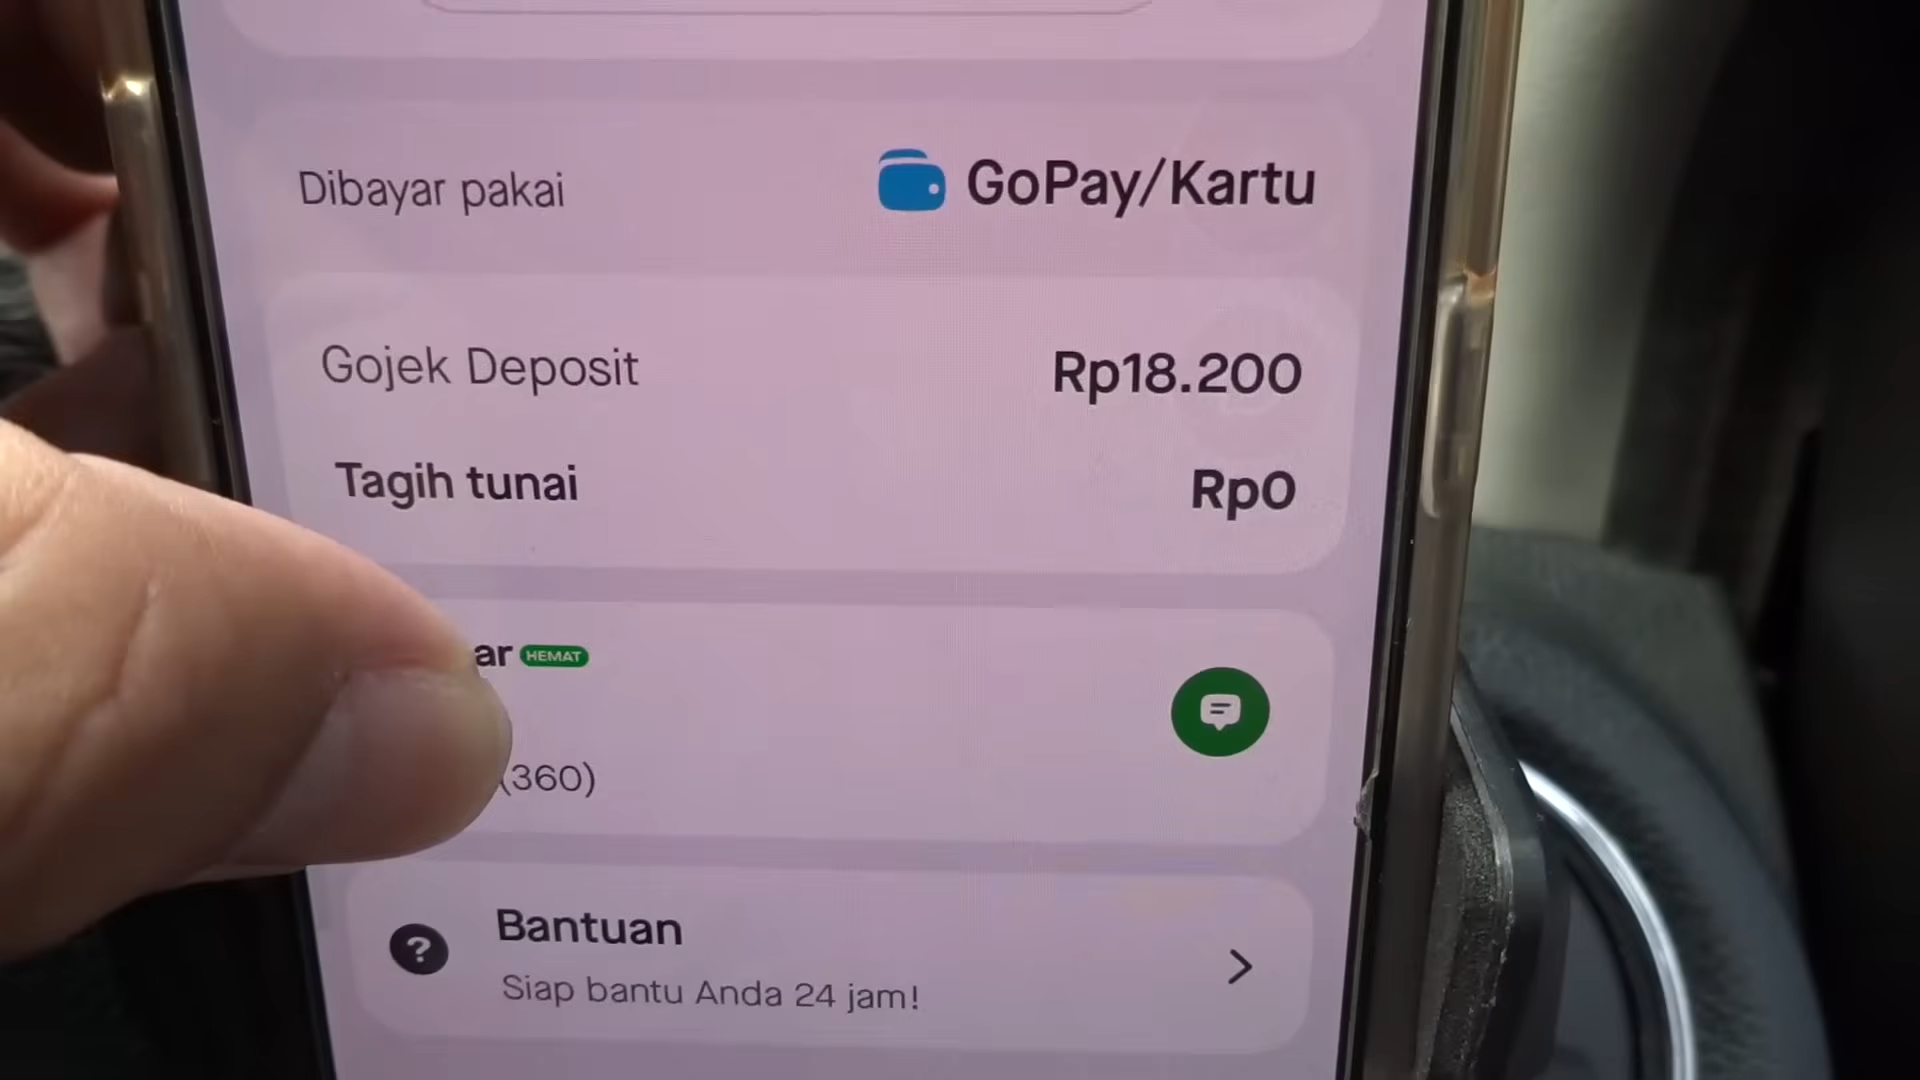 Dibayar pakai GoPay/Kartu
Gojek Deposit Rp18.200
Tagih tunai Rp0
HEMAT
(360)
Bantuan
Siap bantu Anda 24 jam!